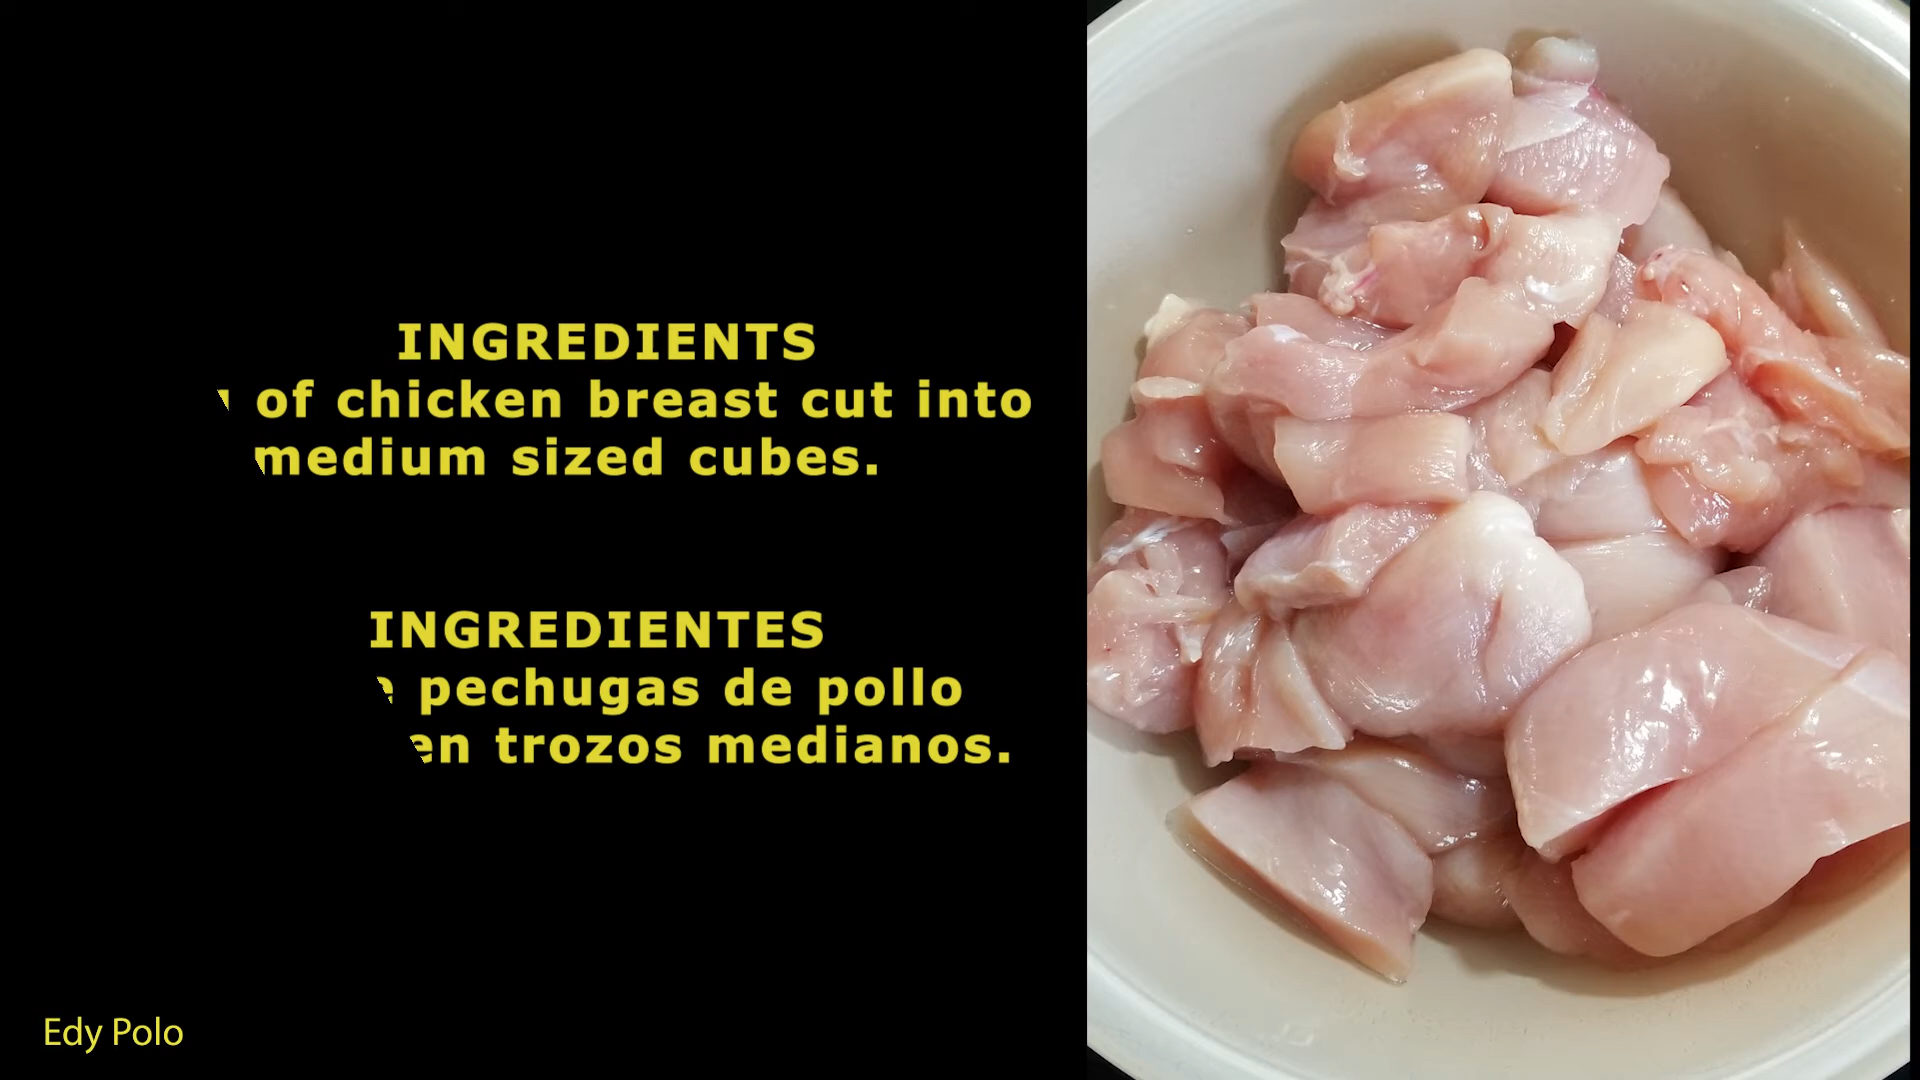 INGREDIENTS
of chicken breast cut into
medium sized cubes.
INGREDIENTES
pechugas de pollo
en trozos medianos.
Edy Polo